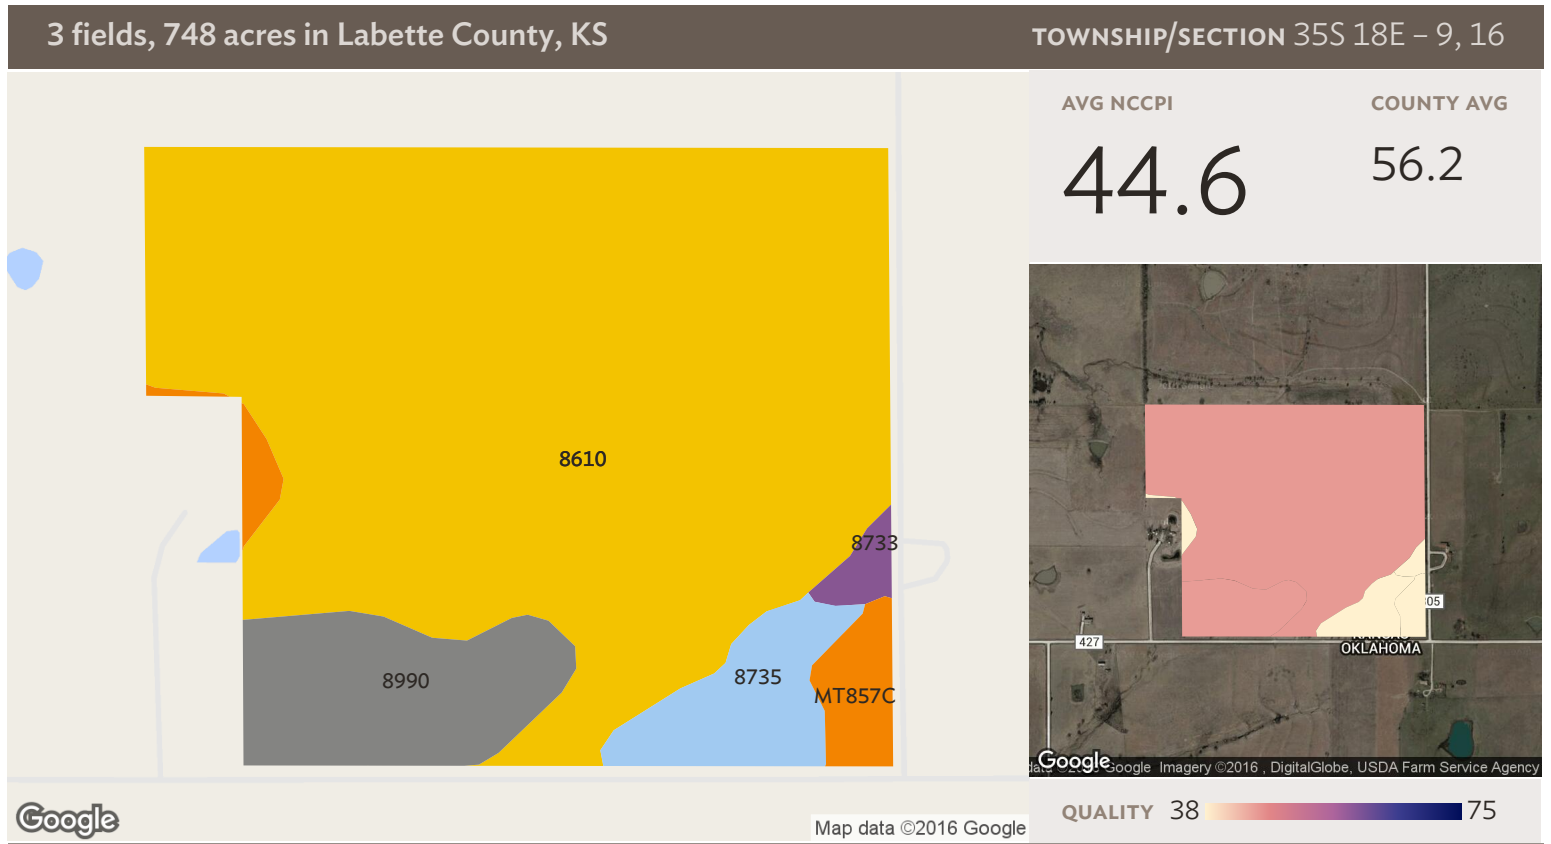 3 fields, 748 acres in Labette County, KS
TOWNSHIP/SECTION 35S 18E – 9, 16
AVG NCCPI
COUNTY AVG
44.6
56.2
8610
8733
8735
8990
MT857C
Google
Map data ©2016 Google
427
KANSAS
OKLAHOMA
Google
Google Imagery ©2016 , DigitalGlobe, USDA Farm Service Agency
QUALITY 38
75